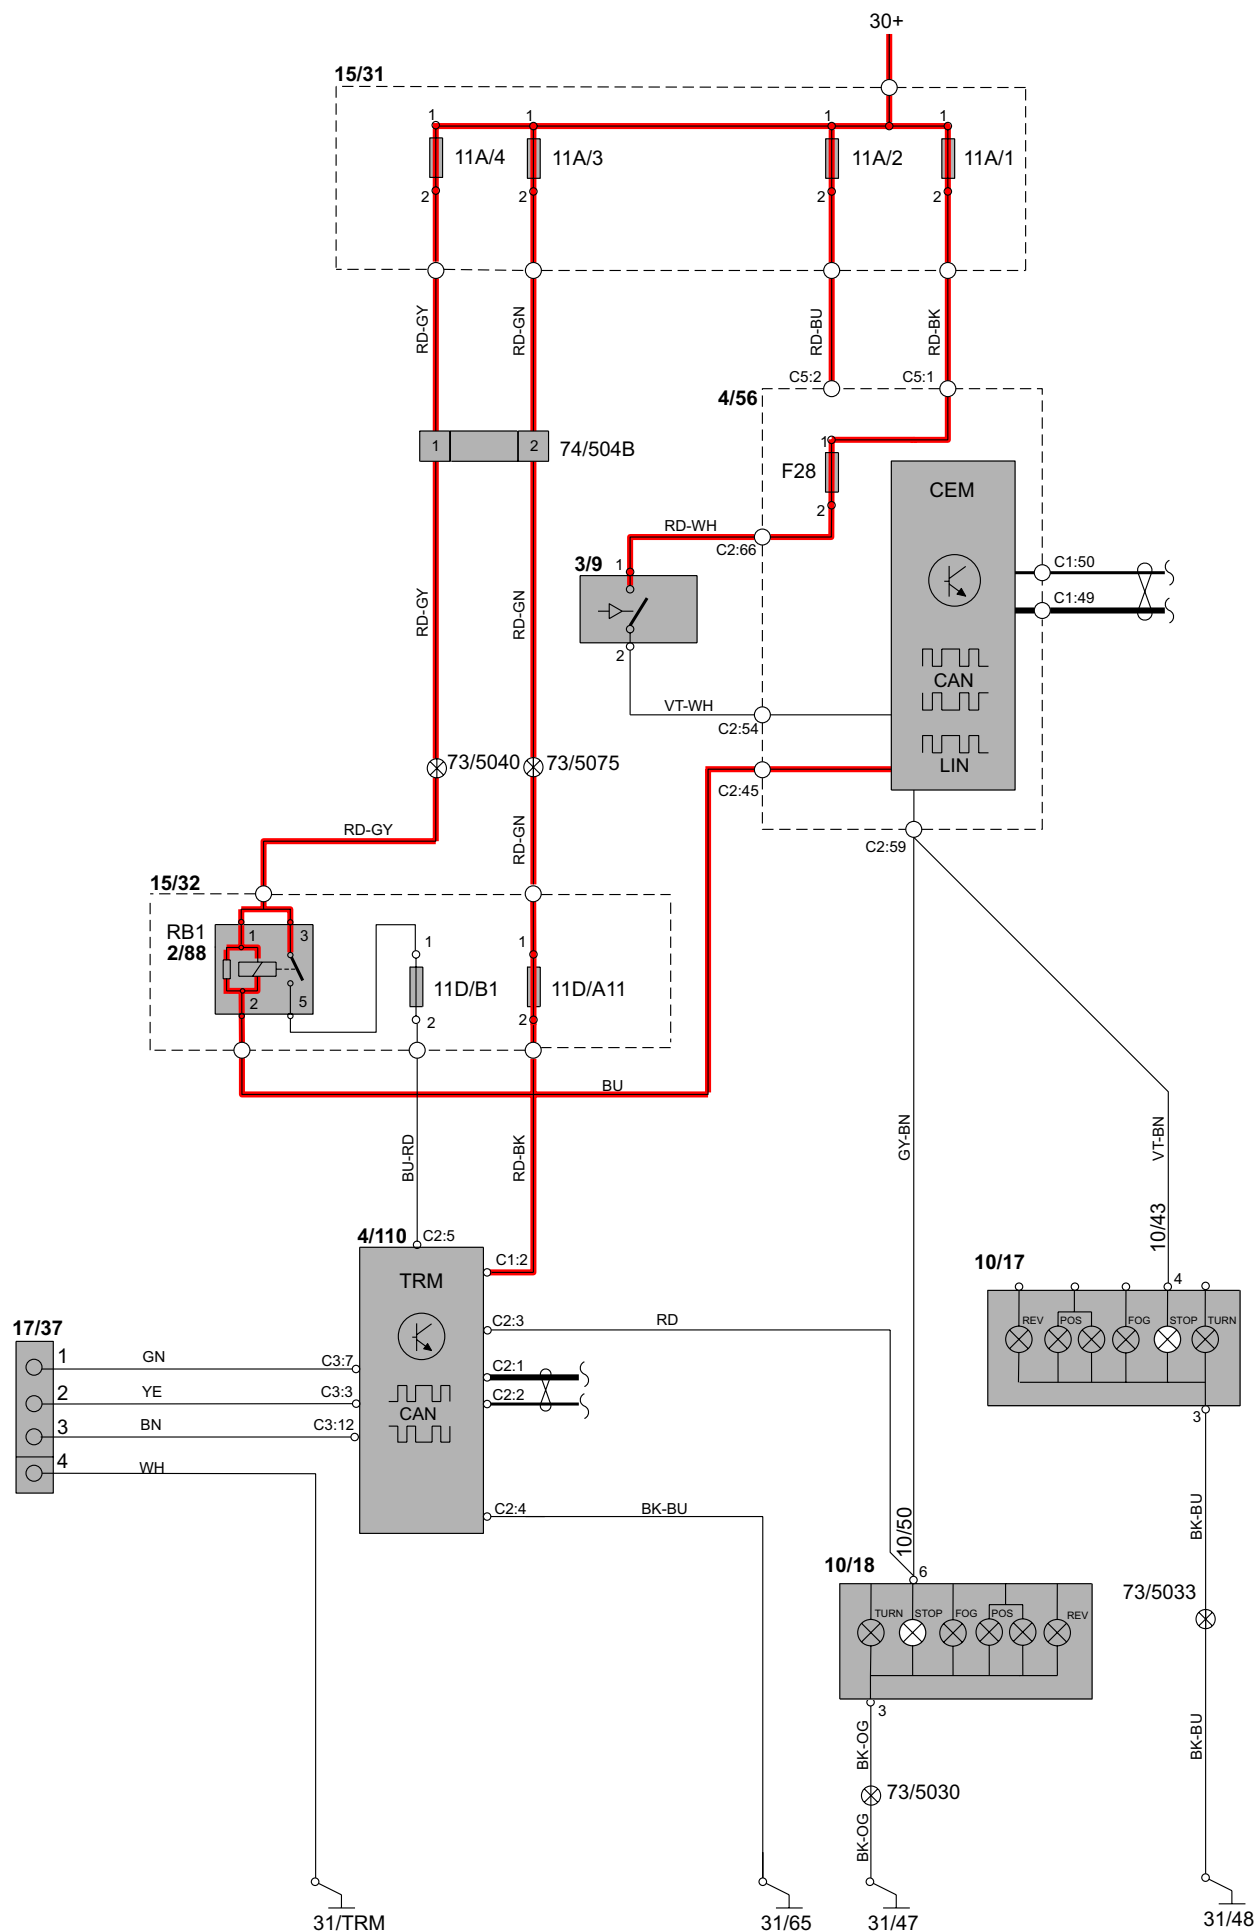 30+
15/31
1 1 1 1
11A/4 11A/3 11A/2 11A/1
2 2 2 2
RD-GY RD-GN RD-BU RD-BK
C5:2 C5:1
4/56
1 2 74/504B
1
F28 CEM
2
RD-WH
C2:66
3/9 1
C1:50
C1:49
RD-GY RD-GN
2
CAN
VT-WH
C2:54
LIN
73/5040 73/5075
C2:45
RD-GY RD-GN
C2:59
15/32
RB1 1 3
2/88
1 1
11D/B1 11D/A11
2 5 2 2
BU
BU-RD RD-BK GY-BN VT-BN
4/110 C2:5
C1:2
TRM
10/43
10/17 4
C2:3 RD
REV POS FOG STOP TURN
17/37
1 GN C3:7
C2:1
2 YE C3:3
C2:2
CAN
3 BN C3:12
3
4 WH
C2:4 BK-BU
BK-BU
10/50
10/18 6
73/5033
TURN STOP FOG POS REV
3
BK-OG BK-BU
73/5030
BK-OG
31/TRM 31/65 31/47 31/48